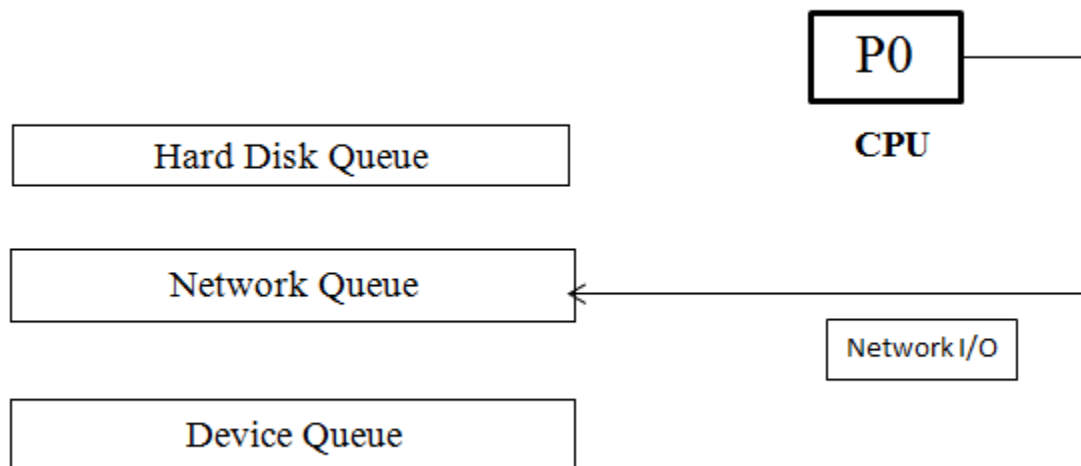 P0
CPU
Hard Disk Queue
Network Queue
Network I/O
Device Queue